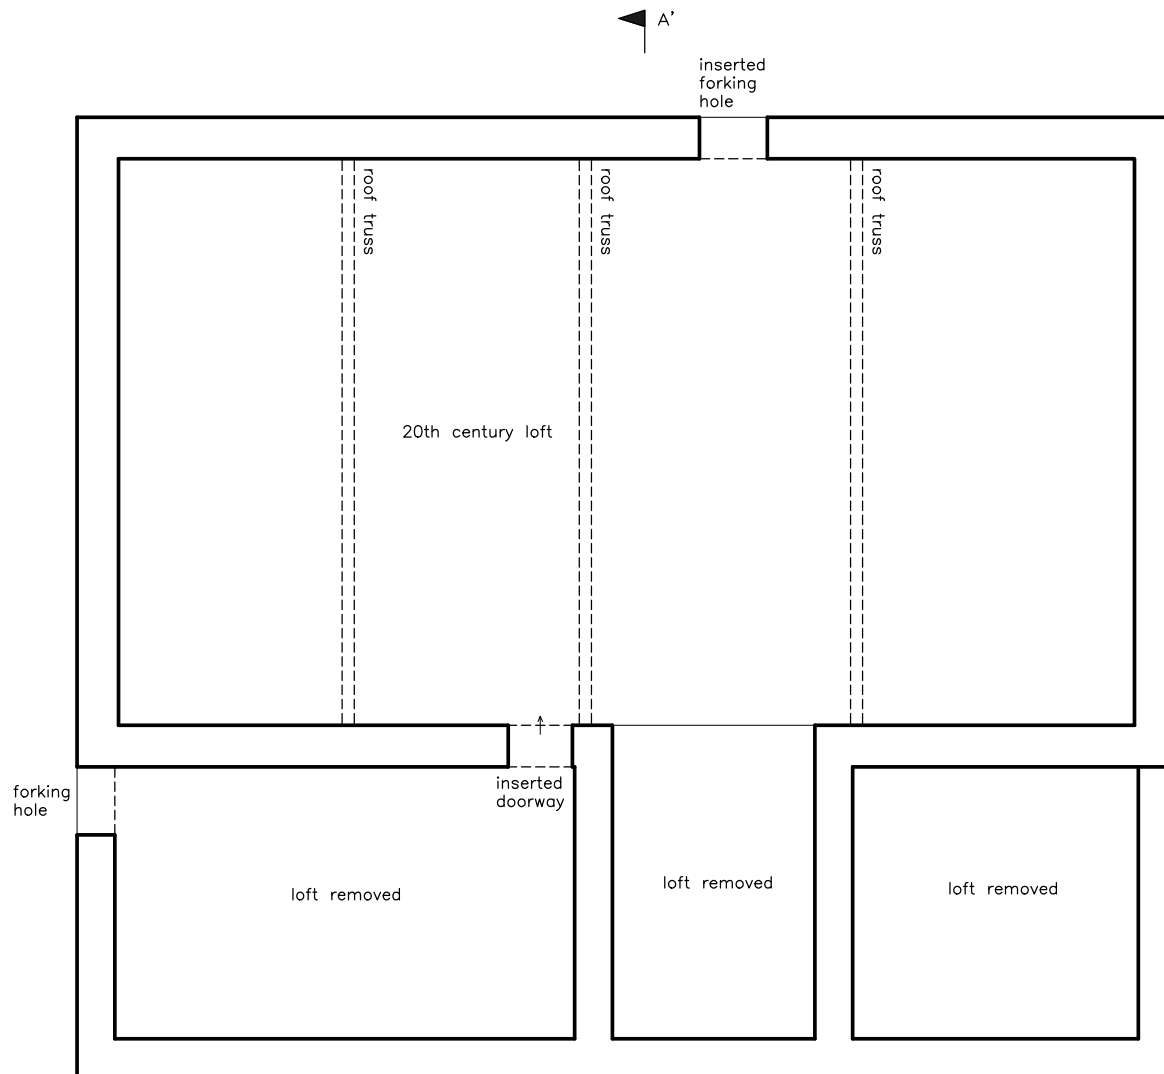 A'
inserted
forking
hole
roof truss
roof truss
roof truss
20th century loft
forking
hole
inserted
doorway
loft removed
loft removed
loft removed